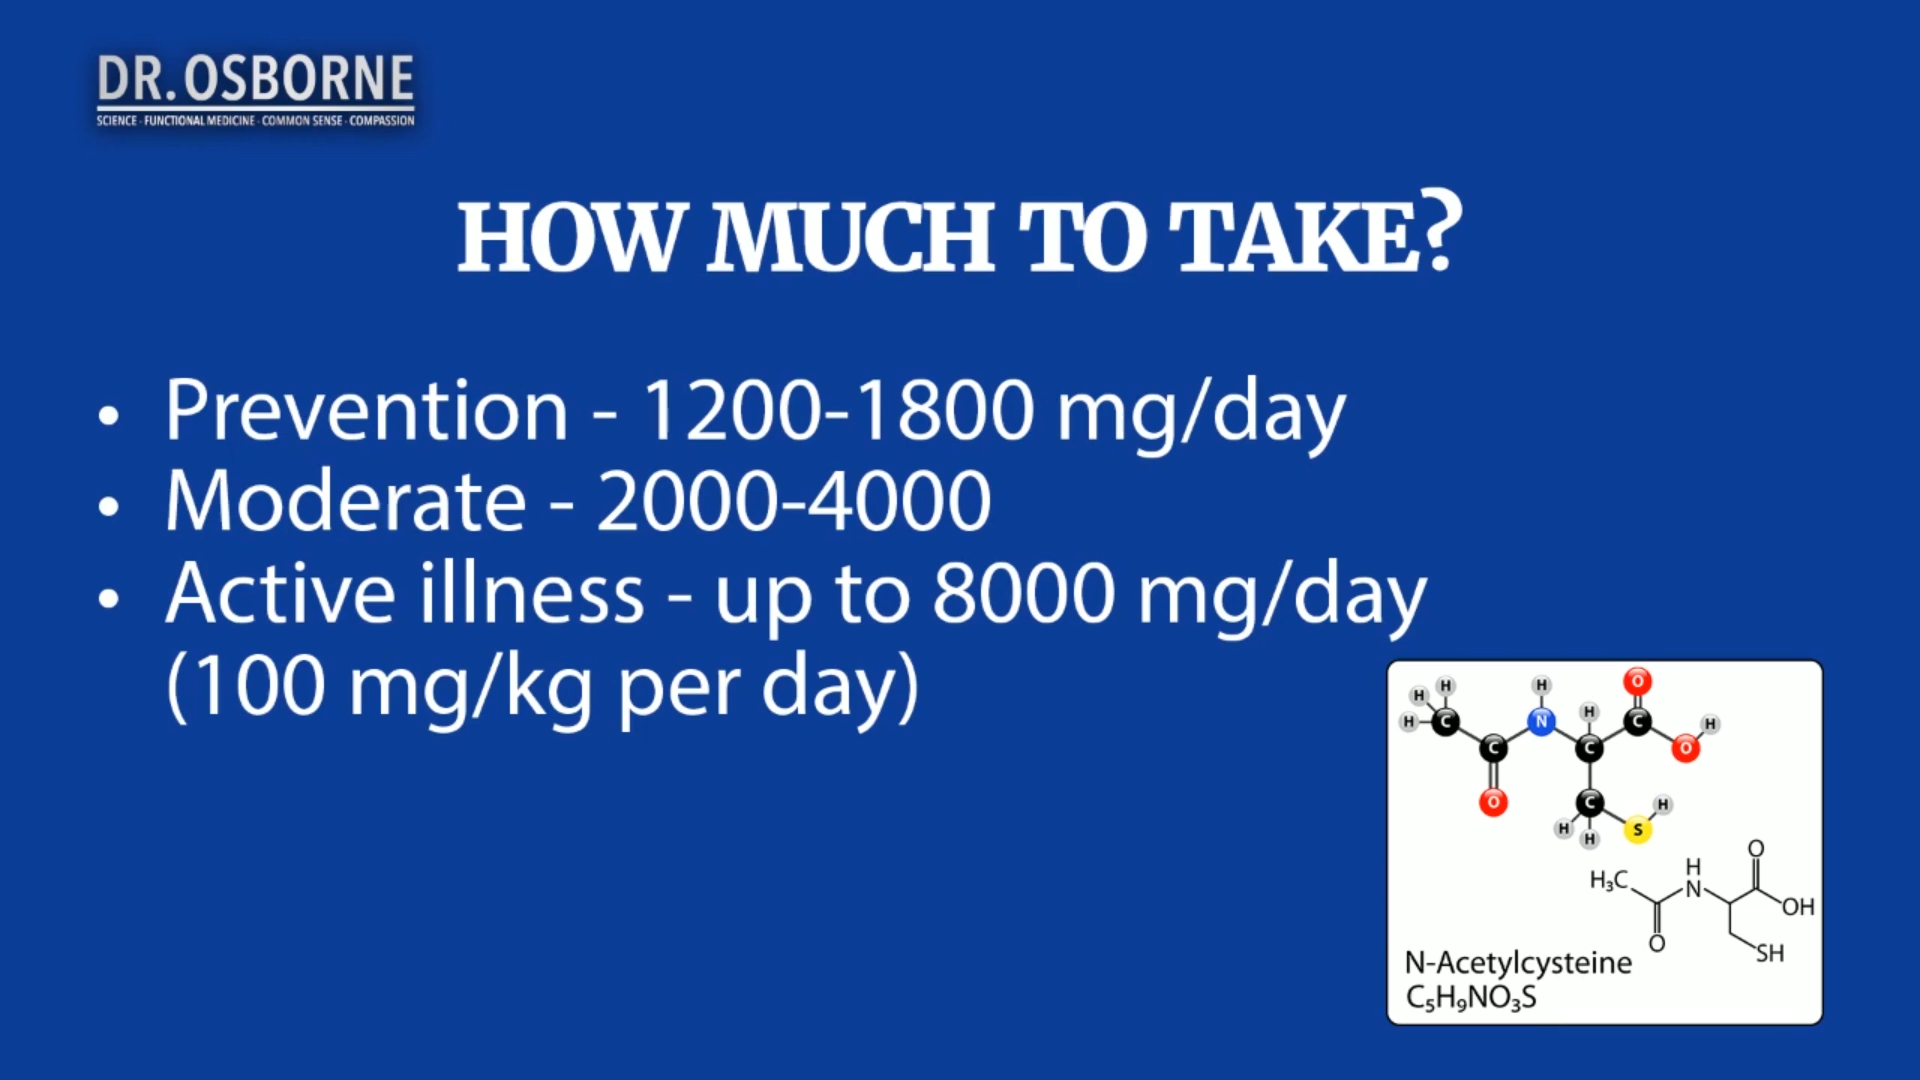 DR. OSBORNE
SCIENCE · FUNCTIONAL MEDICINE · COMMON SENSE · COMPASSION
HOW MUCH TO TAKE?
• Prevention - 1200-1800 mg/day
• Moderate - 2000-4000
• Active illness - up to 8000 mg/day
(100 mg/kg per day)
H H H O
H C N H C H
C C O
O C H
H H S
O
H
H₃C N
OH
O SH
N-Acetylcysteine
C₅H₉NO₃S